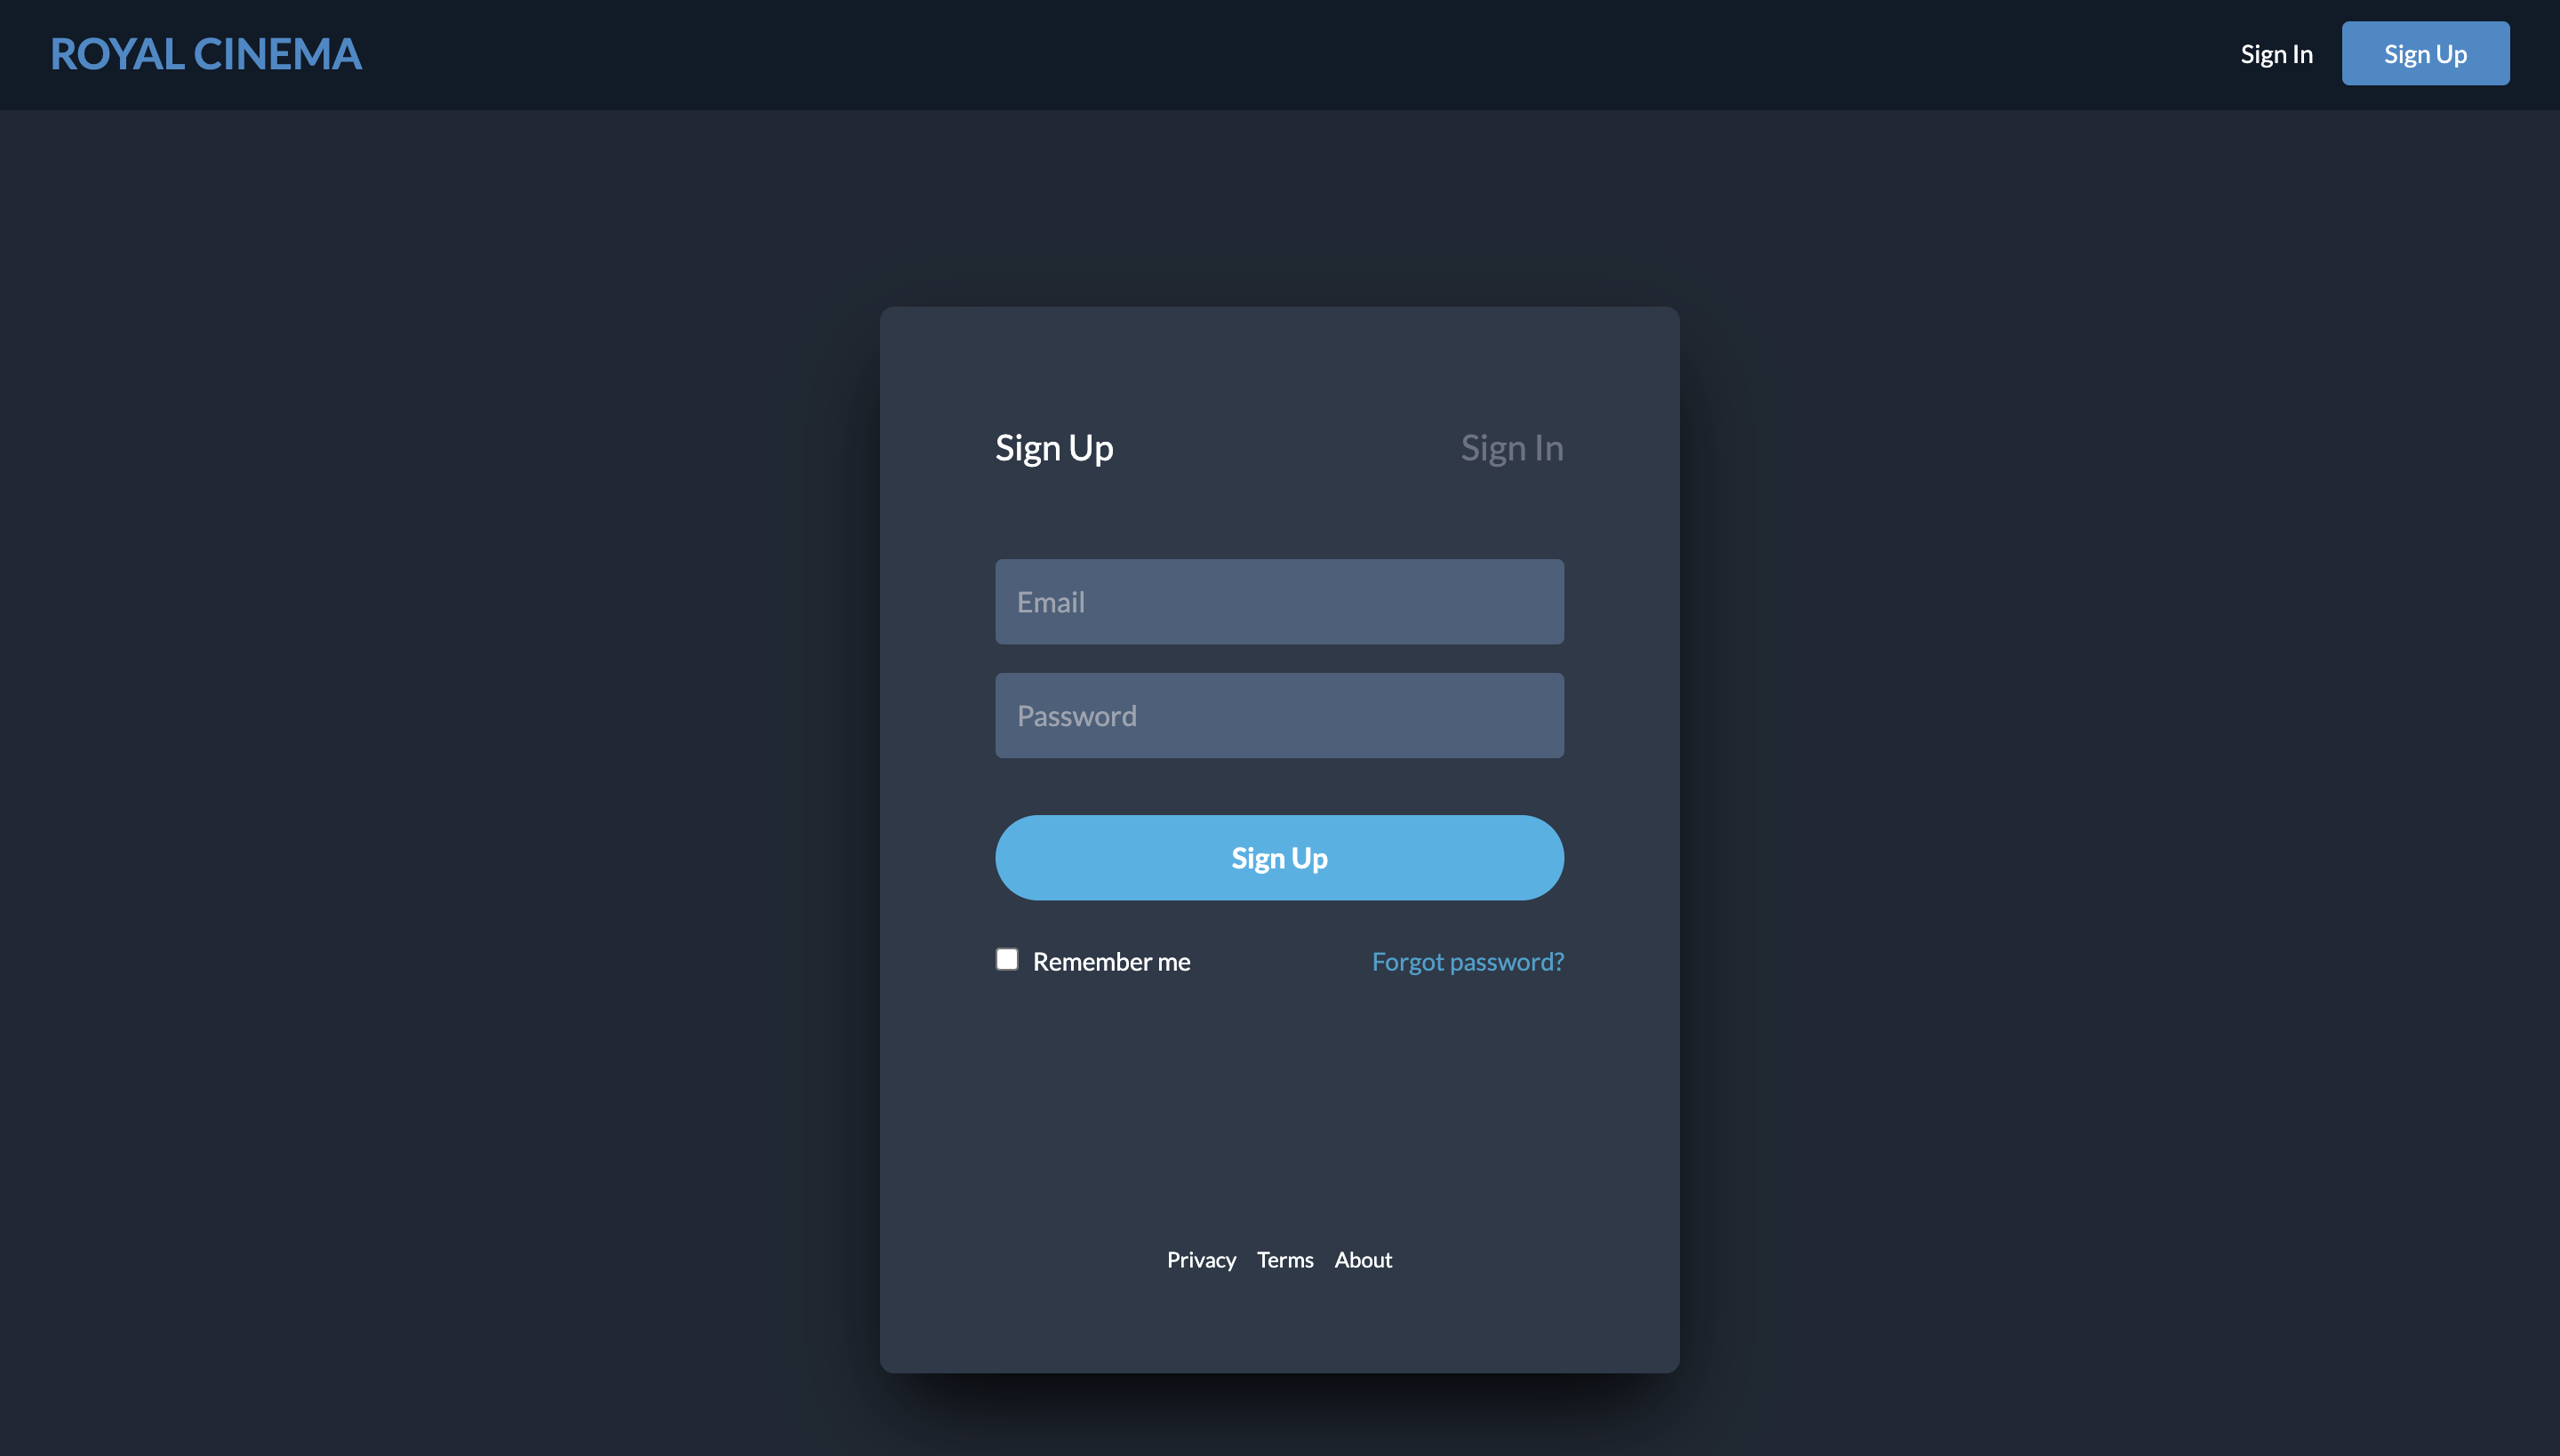 ROYAL CINEMA
Sign In
Sign Up
Sign Up
Sign In
Email
Password
Sign Up
Remember me
Forgot password?
Privacy Terms About